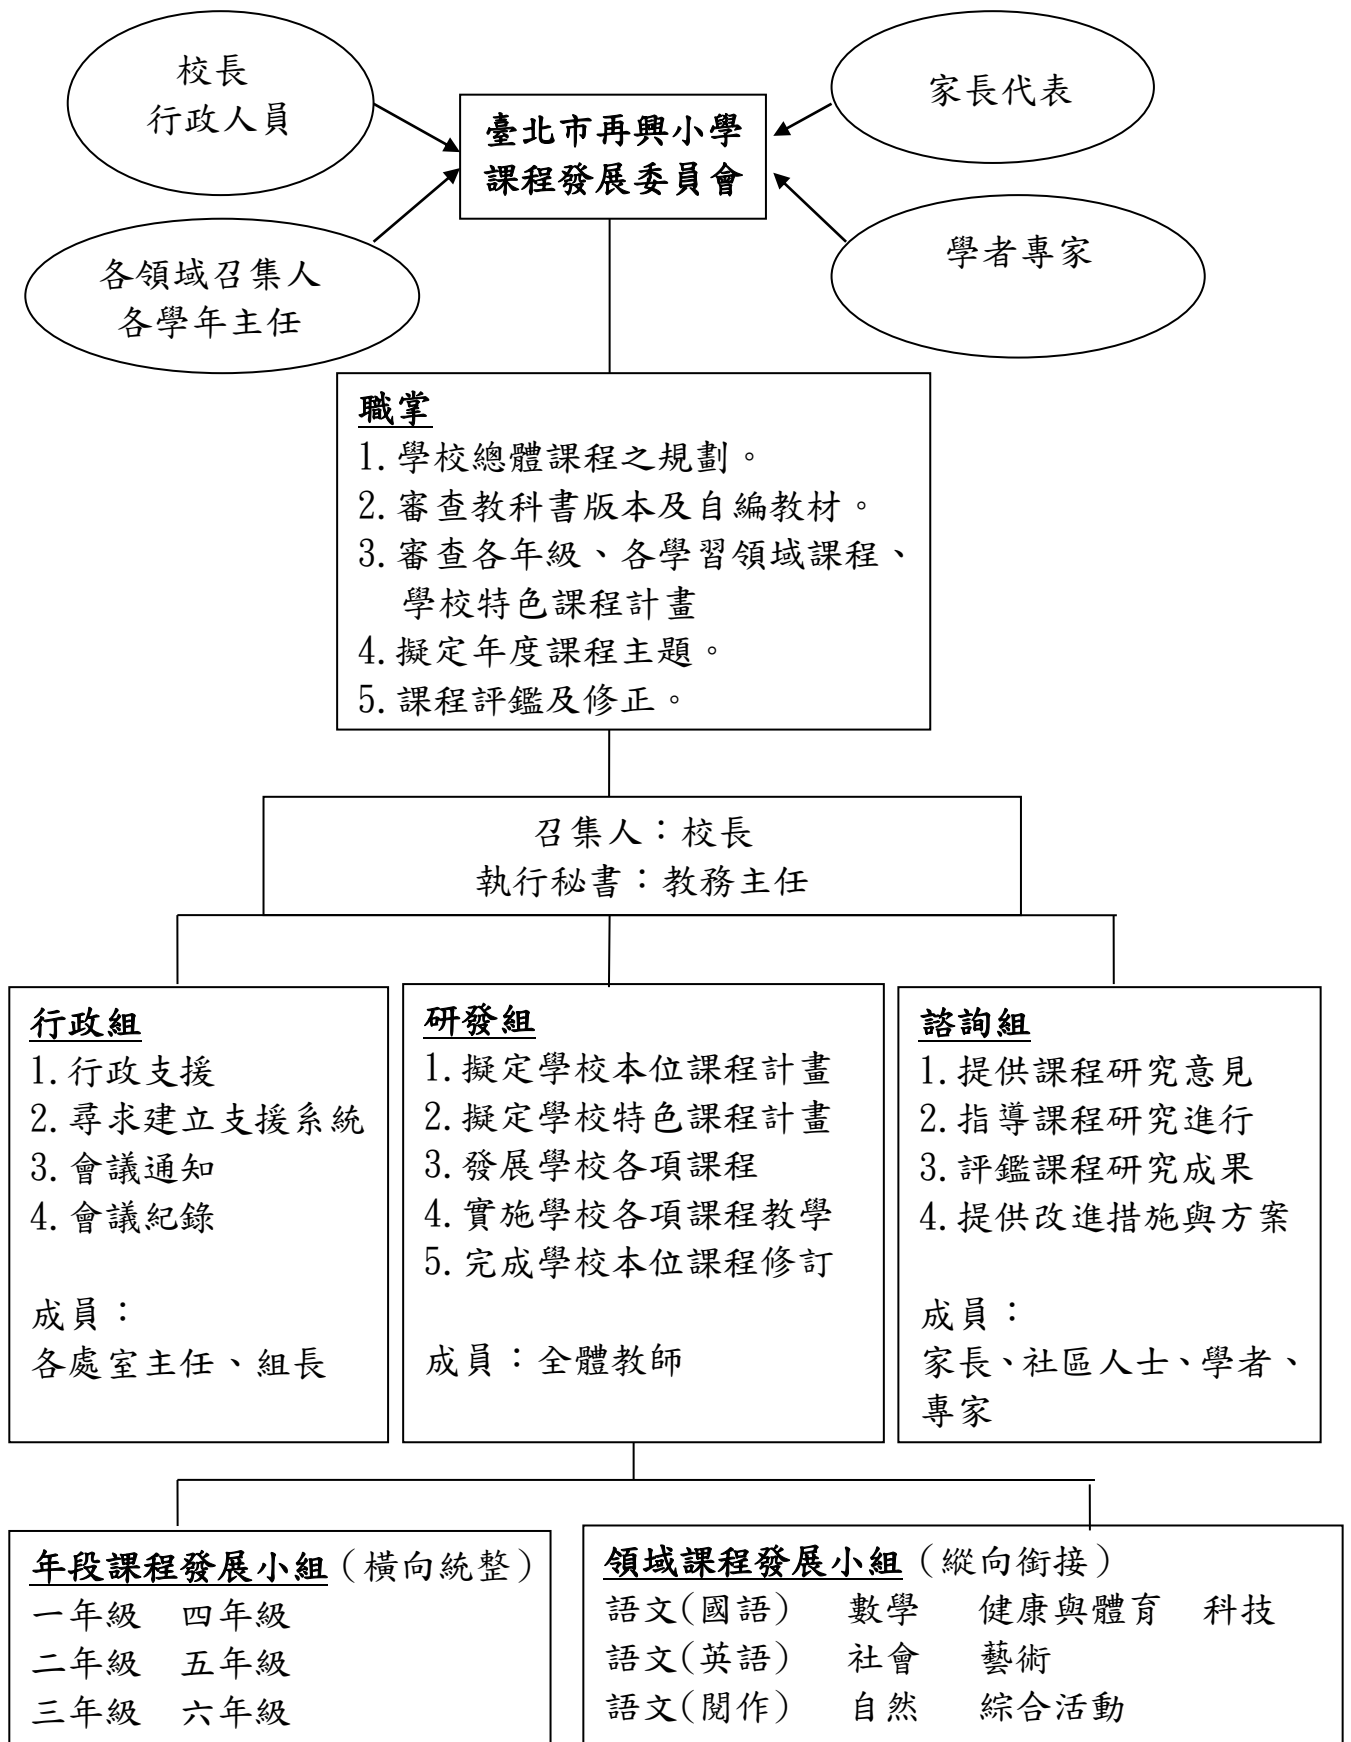 校長
行政人員
家長代表
臺北市再興小學
課程發展委員會
各領域召集人
各學年主任
學者專家
職掌
1.學校總體課程之規劃。
2.審查教科書版本及自編教材。
3.審查各年級、各學習領域課程、
學校特色課程計畫
4.擬定年度課程主題。
5.課程評鑑及修正。
召集人：校長
執行秘書：教務主任
行政組
1.行政支援
2.尋求建立支援系統
3.會議通知
4.會議紀錄
成員：
各處室主任、組長
研發組
1.擬定學校本位課程計畫
2.擬定學校特色課程計畫
3.發展學校各項課程
4.實施學校各項課程教學
5.完成學校本位課程修訂
成員：全體教師
諮詢組
1.提供課程研究意見
2.指導課程研究進行
3.評鑑課程研究成果
4.提供改進措施與方案
成員：
家長、社區人士、學者、
專家
年段課程發展小組（橫向統整）
一年級 四年級
二年級 五年級
三年級 六年級
領域課程發展小組（縱向銜接）
語文(國語) 數學 健康與體育 科技
語文(英語) 社會 藝術
語文(閱作) 自然 綜合活動